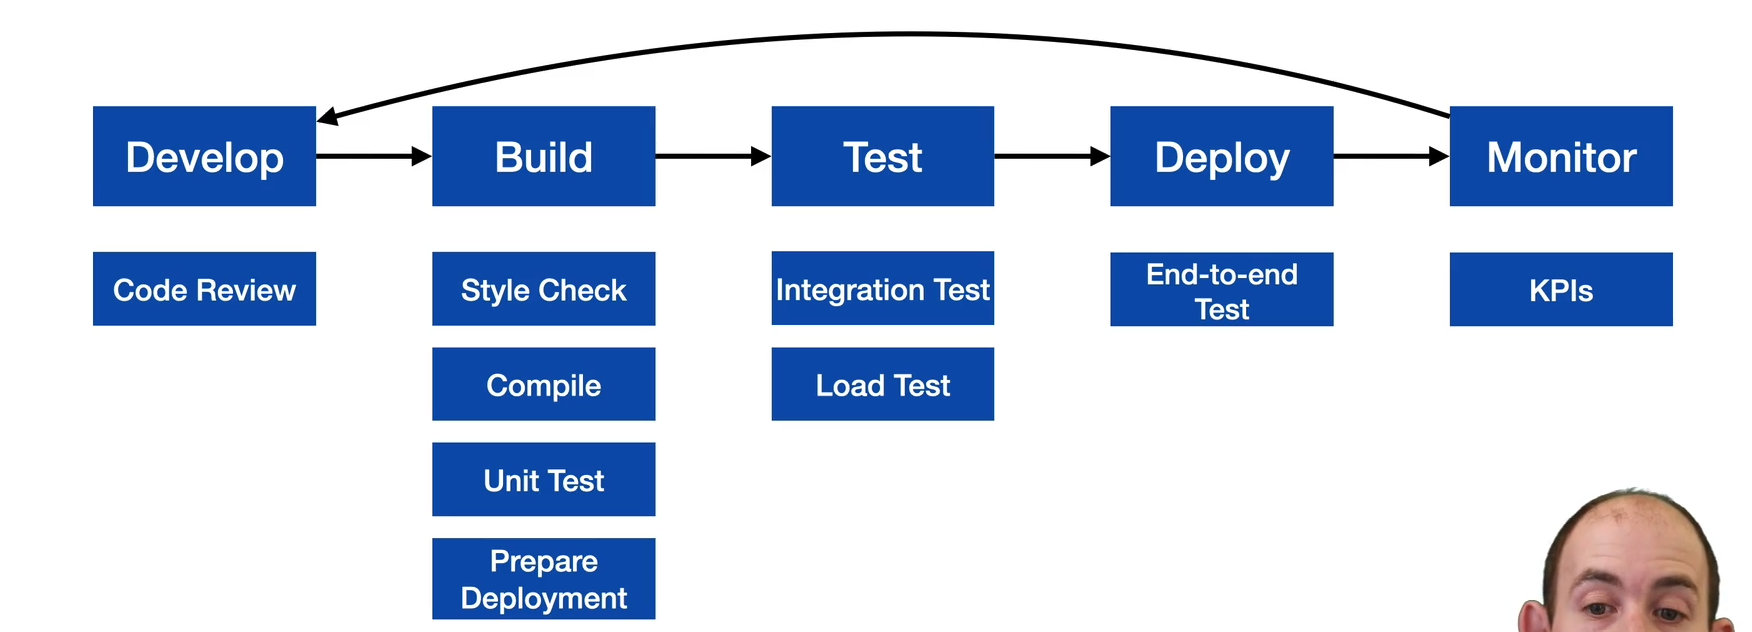 Develop
Build
Test
Deploy
Monitor
Code Review
Style Check
Integration Test
End-to-end
Test
KPIs
Compile
Load Test
Unit Test
Prepare
Deployment